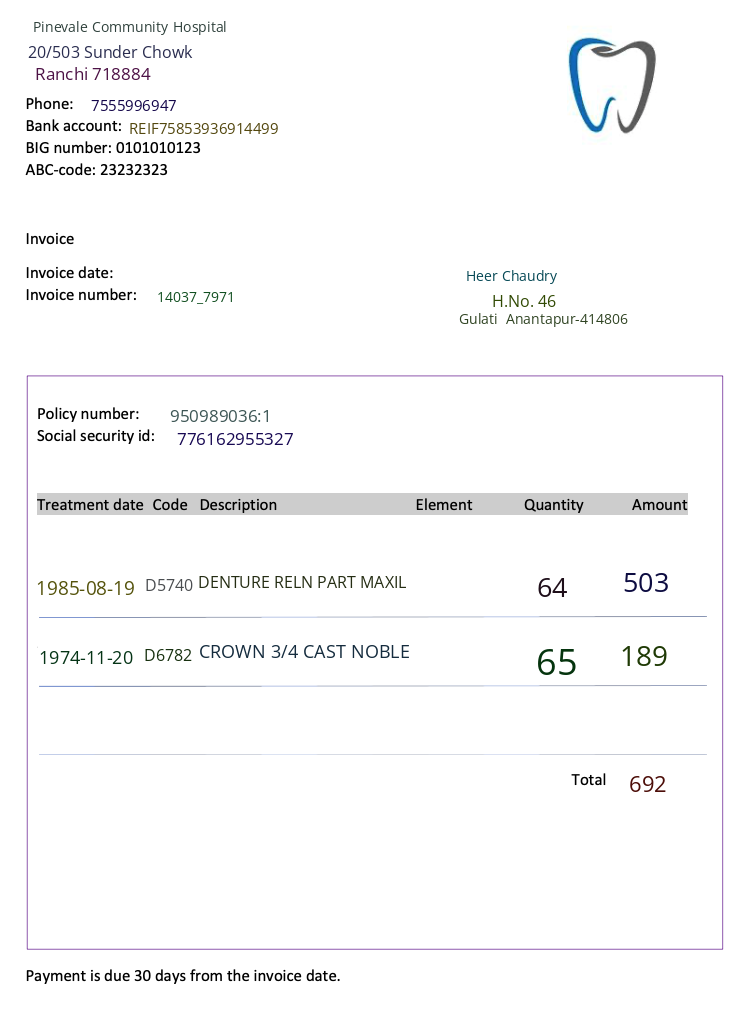 Pinevale Community Hospital
20/503 Sunder Chowk
Ranchi 718884
Phone: 7555996947
Bank account: REIF75853936914499
BIG number: 0101010123
ABC-code: 23232323
Invoice
Invoice date:
Invoice number: 14037_7971
Heer Chaudry
H.No. 46
Gulati Anantapur-414806
Policy number: 950989036:1
Social security id: 776162955327
Treatment date Code Description Element Quantity Amount
1985-08-19 D5740 DENTURE RELN PART MAXIL 64 503
1974-11-20 D6782 CROWN 3/4 CAST NOBLE 65 189
Total 692
Payment is due 30 days from the invoice date.